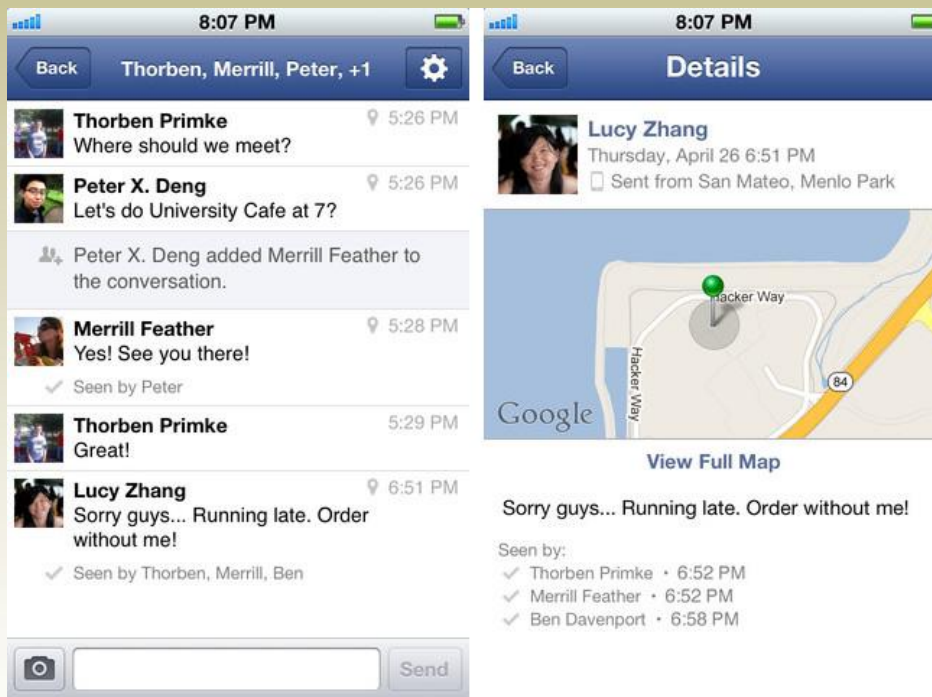 8:07 PM
Back
Thorben, Merrill, Peter, +1
Thorben Primke
5:26 PM
Where should we meet?
Peter X. Deng
5:26 PM
Let's do University Cafe at 7?
Peter X. Deng added Merrill Feather to
the conversation.
Merrill Feather
5:28 PM
Yes! See you there!
Seen by Peter
Thorben Primke
5:29 PM
Great!
Lucy Zhang
6:51 PM
Sorry guys... Running late. Order
without me!
Seen by Thorben, Merrill, Ben
Send
8:07 PM
Back
Details
Lucy Zhang
Thursday, April 26 6:51 PM
Sent from San Mateo, Menlo Park
Hacker Way
Hacker Way
84
Google
View Full Map
Sorry guys... Running late. Order without me!
Seen by:
Thorben Primke • 6:52 PM
Merrill Feather • 6:52 PM
Ben Davenport • 6:58 PM